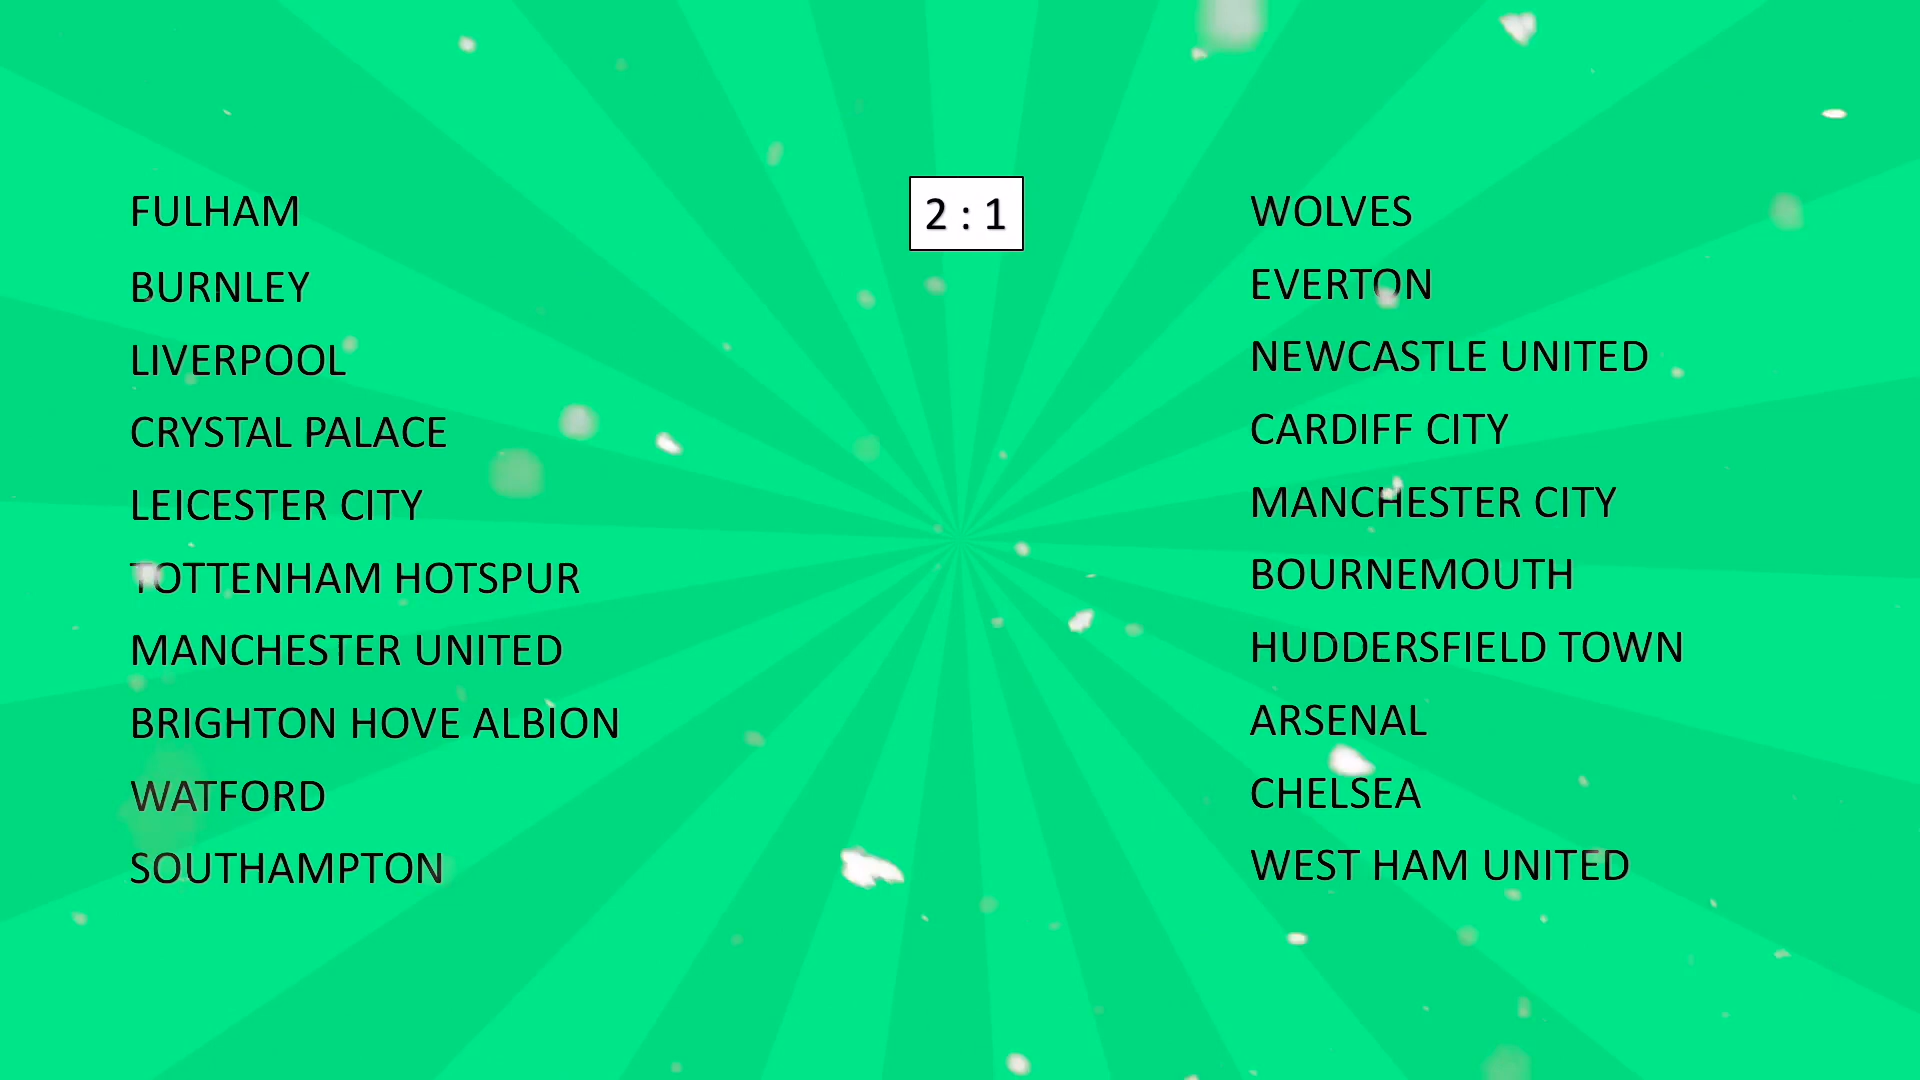 FULHAM 2 : 1 WOLVES
BURNLEY EVERTON
LIVERPOOL NEWCASTLE UNITED
CRYSTAL PALACE CARDIFF CITY
LEICESTER CITY MANCHESTER CITY
TOTTENHAM HOTSPUR BOURNEMOUTH
MANCHESTER UNITED HUDDERSFIELD TOWN
BRIGHTON HOVE ALBION ARSENAL
WATFORD CHELSEA
SOUTHAMPTON WEST HAM UNITED